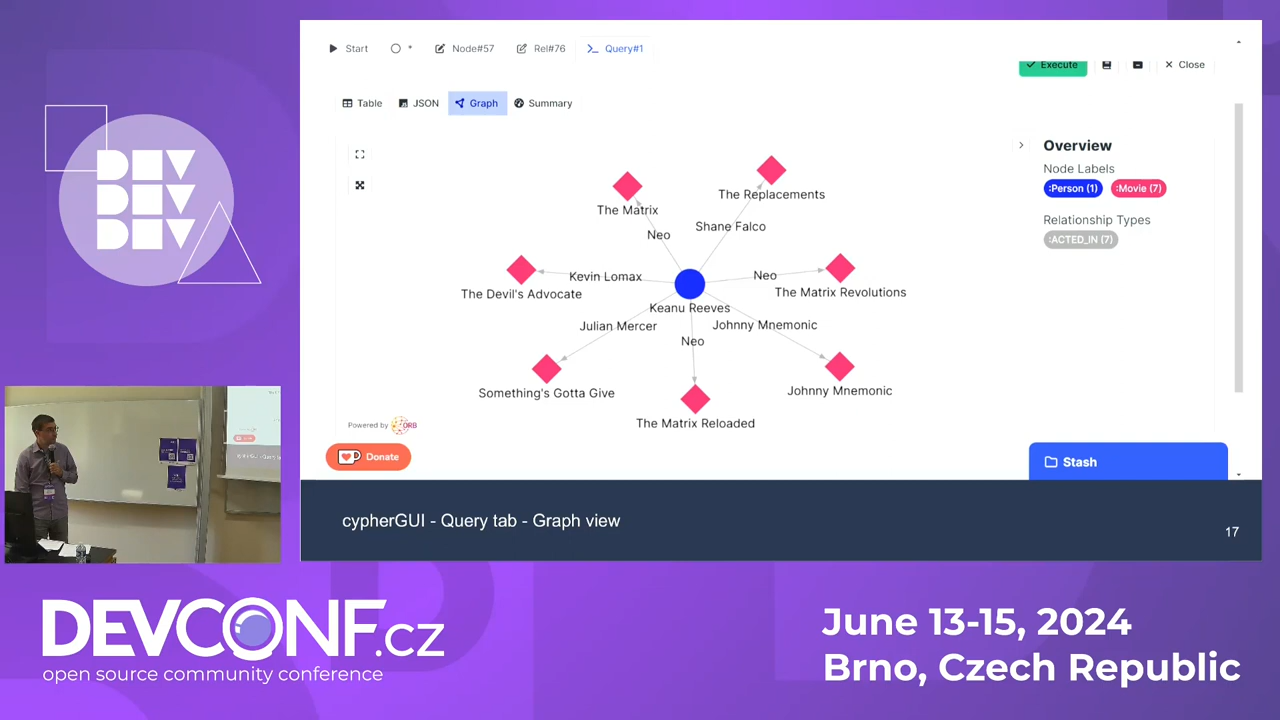 Start
*
Node#57
Rel#76
Query#1
Execute
Close
Table
JSON
Graph
Summary
Overview
Node Labels
:Person (1)
:Movie (7)
Relationship Types
:ACTED_IN (7)
The Replacements
The Matrix
Shane Falco
Neo
Kevin Lomax
Neo
The Devil's Advocate
The Matrix Revolutions
Keanu Reeves
Julian Mercer
Johnny Mnemonic
Neo
Something's Gotta Give
Johnny Mnemonic
The Matrix Reloaded
Powered by ORB
Donate
Stash
cypherGUI - Query tab - Graph view
17
DEV
DEV
DEV
DEVCONF.cz
open source community conference
June 13-15, 2024
Brno, Czech Republic